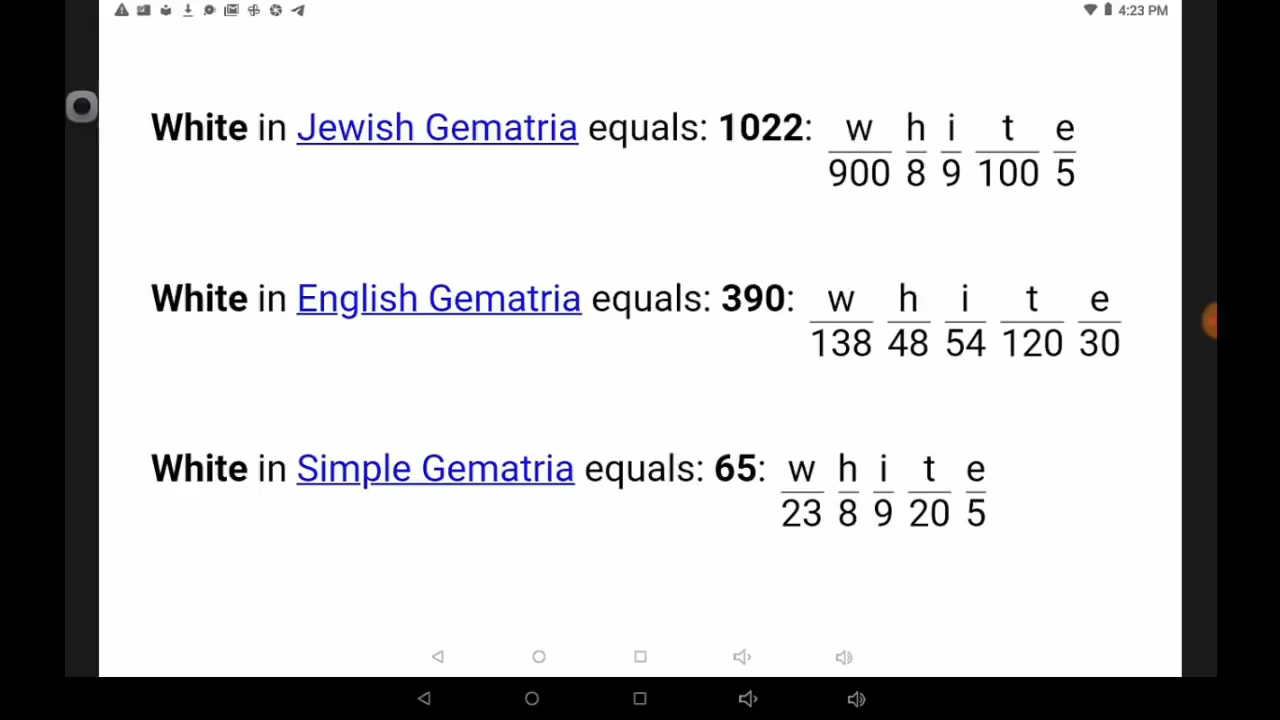 4:23 PM
White in Jewish Gematria equals: 1022: w h i t e
900 8 9 100 5
White in English Gematria equals: 390: w h i t e
138 48 54 120 30
White in Simple Gematria equals: 65: w h i t e
23 8 9 20 5